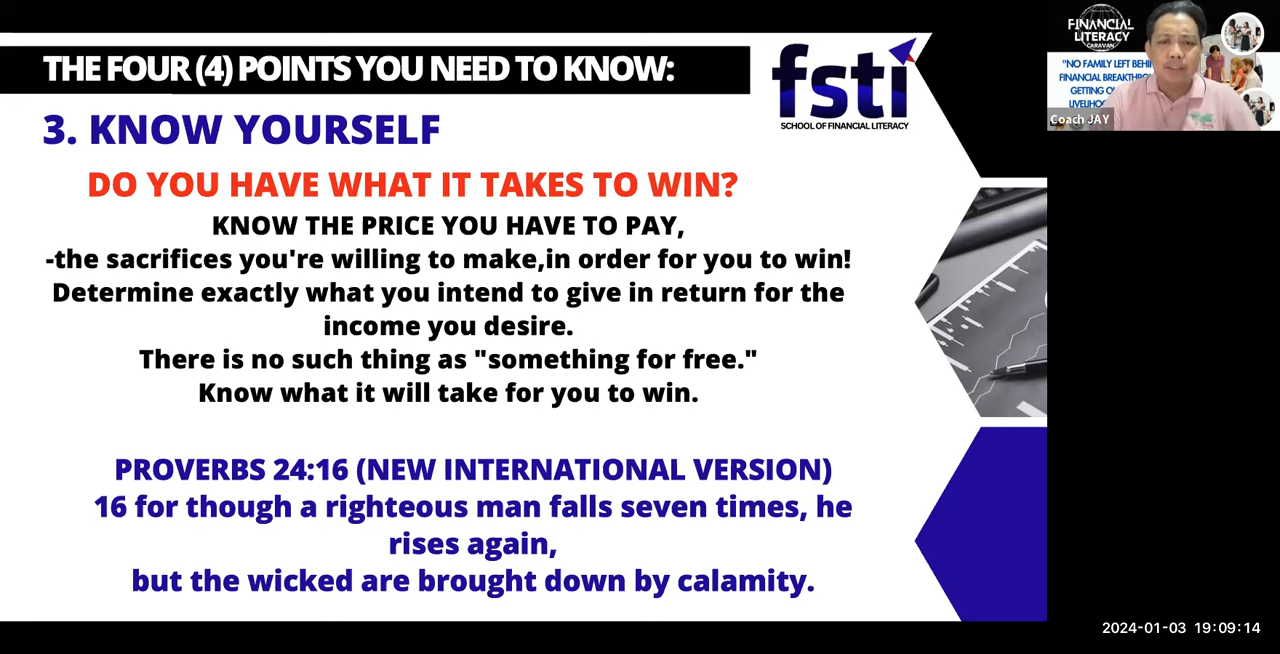 THE FOUR (4) POINTS YOU NEED TO KNOW:
fsti
SCHOOL OF FINANCIAL LITERACY
3. KNOW YOURSELF
DO YOU HAVE WHAT IT TAKES TO WIN?
KNOW THE PRICE YOU HAVE TO PAY,
-the sacrifices you're willing to make,in order for you to win!
Determine exactly what you intend to give in return for the
income you desire.
There is no such thing as "something for free."
Know what it will take for you to win.
PROVERBS 24:16 (NEW INTERNATIONAL VERSION)
16 for though a righteous man falls seven times, he
rises again,
but the wicked are brought down by calamity.
FINANCIAL
LITERACY
CARAVAN
"NO FAMILY LEFT
FINANCIAL
GETTING
Coach JAY
2024-01-03 19:09:14